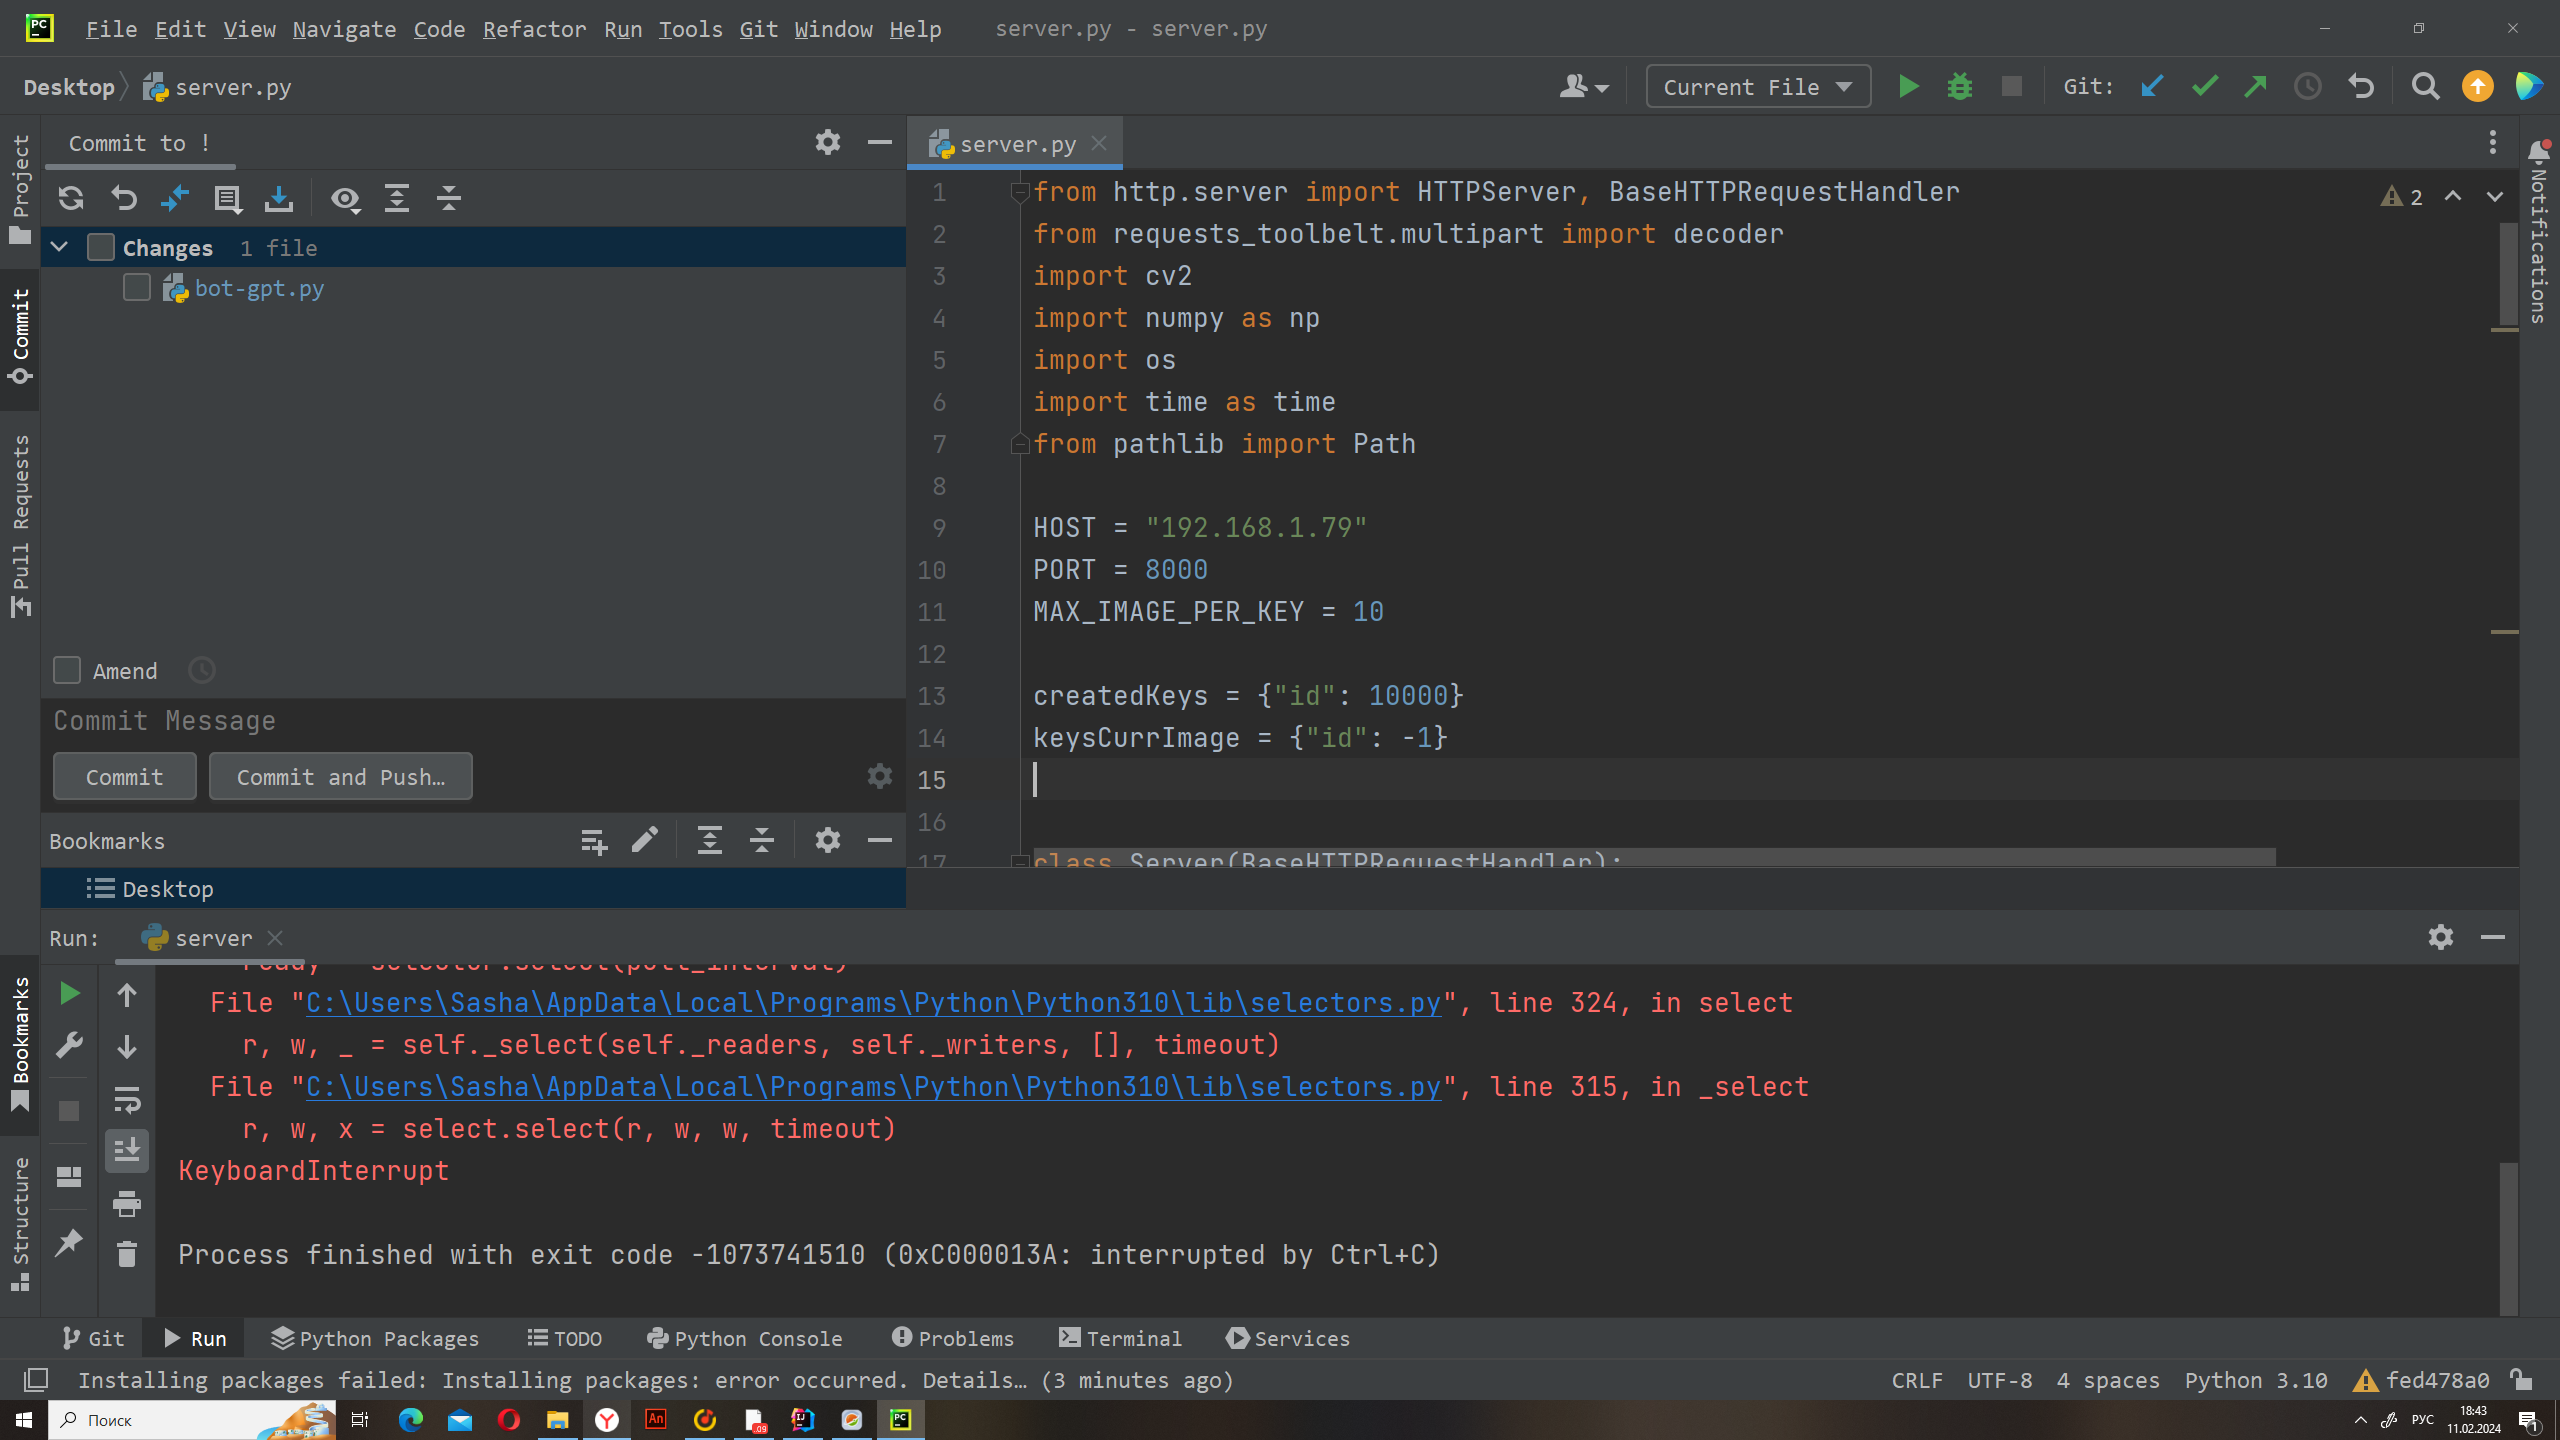 File Edit View Navigate Code Refactor Run Tools Git Window Help server.py - server.py
Desktop server.py
Current File
Git:
Project
Commit
Pull Requests
Bookmarks
Structure
Notifications
Commit to !
Changes 1 file
bot-gpt.py
Amend
Commit Message
Commit
Commit and Push…
Bookmarks
Desktop
server.py
2
1 from http.server import HTTPServer, BaseHTTPRequestHandler
2 from requests_toolbelt.multipart import decoder
3 import cv2
4 import numpy as np
5 import os
6 import time as time
7 from pathlib import Path
8
9 HOST = "192.168.1.79"
10 PORT = 8000
11 MAX_IMAGE_PER_KEY = 10
12
13 createdKeys = {"id": 10000}
14 keysCurrImage = {"id": -1}
15
16
17 class Server(BaseHTTPRequestHandler):
Run: server
ready = selector.select(poll_interval)
File "C:\Users\Sasha\AppData\Local\Programs\Python\Python310\lib\selectors.py", line 324, in select
r, w, _ = self._select(self._readers, self._writers, [], timeout)
File "C:\Users\Sasha\AppData\Local\Programs\Python\Python310\lib\selectors.py", line 315, in _select
r, w, x = select.select(r, w, w, timeout)
KeyboardInterrupt
Process finished with exit code -1073741510 (0xC000013A: interrupted by Ctrl+C)
Git Run Python Packages TODO Python Console Problems Terminal Services
Installing packages failed: Installing packages: error occurred. Details… (3 minutes ago)
CRLF UTF-8 4 spaces Python 3.10 fed478a0
Поиск
РУС
18:43
11.02.2024